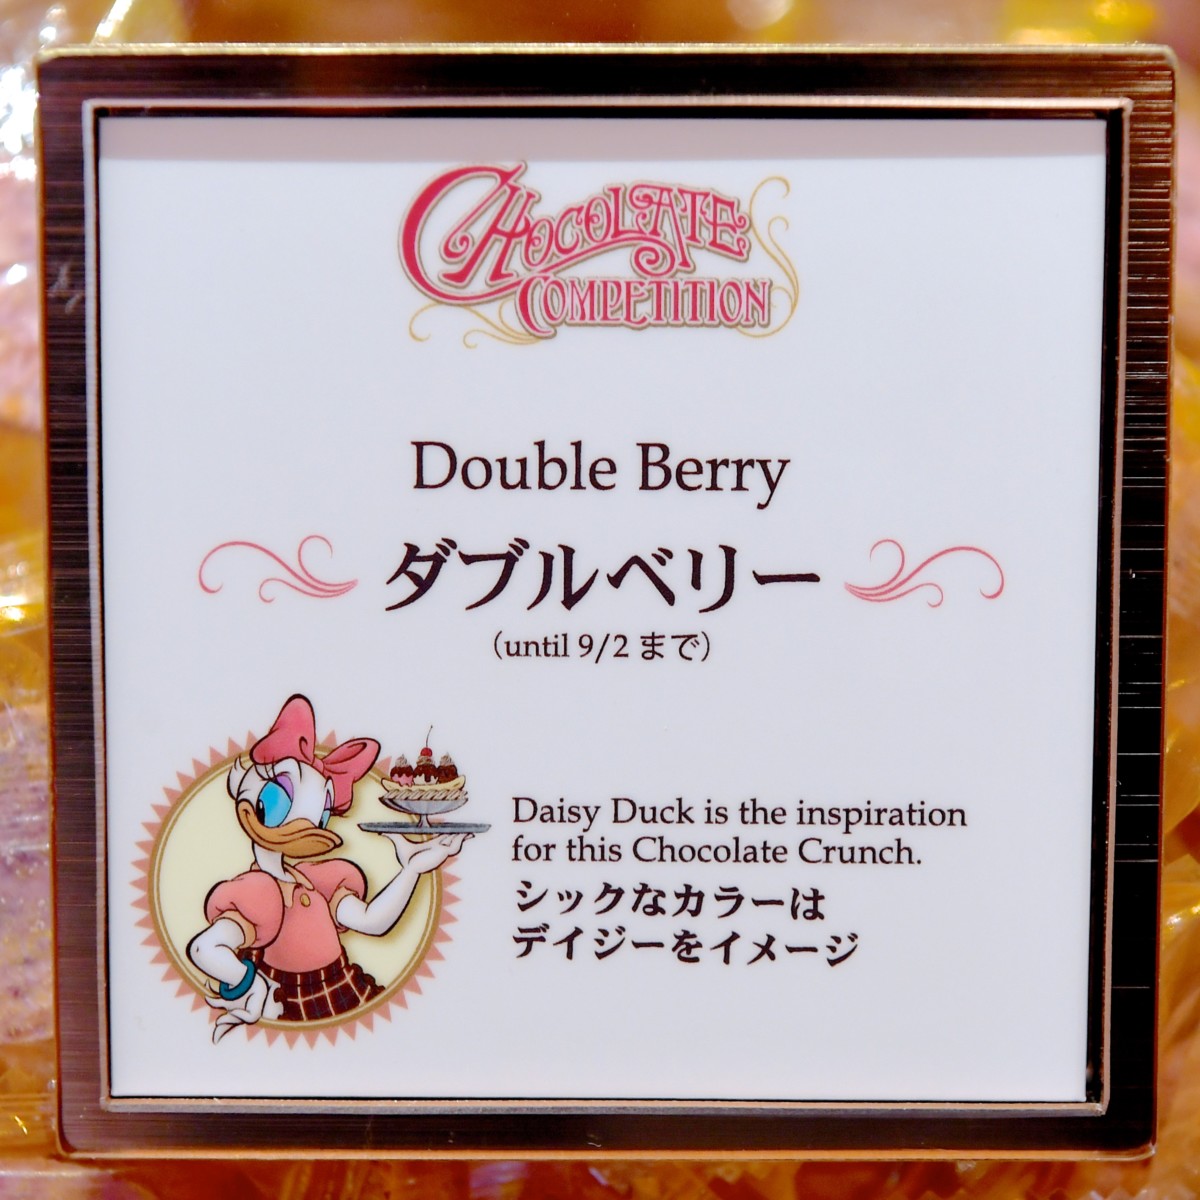 CHOCOLATE
COMPETITION
Double Berry
ダブルベリー
(until 9/2 まで)
Daisy Duck is the inspiration
for this Chocolate Crunch.
シックなカラーは
デイジーをイメージ